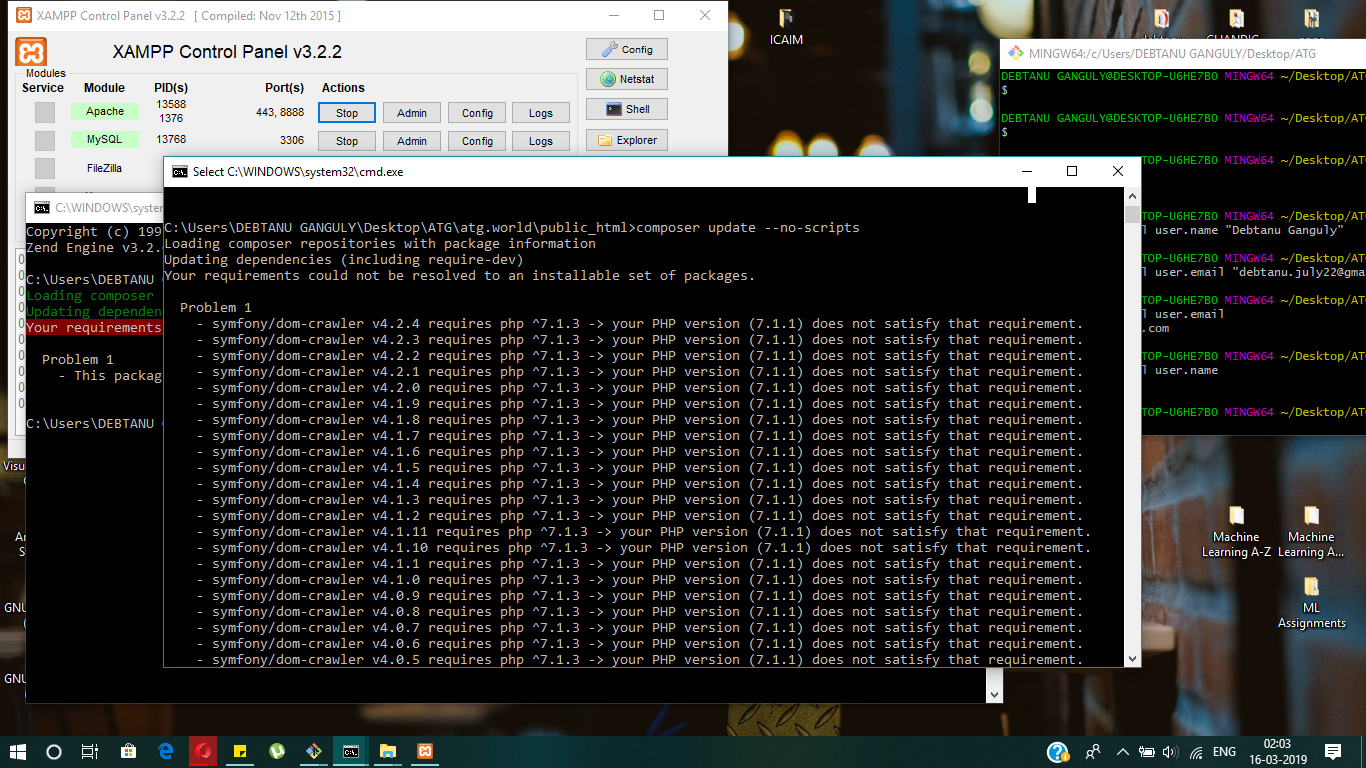 XAMPP Control Panel v3.2.2 [ Compiled: Nov 12th 2015 ]
XAMPP Control Panel v3.2.2
Modules
Service Module PID(s) Port(s) Actions
Apache 13588 1376 443, 8888 Stop Admin Config Logs
MySQL 13768 3306 Stop Admin Config Logs
FileZilla
Config
Netstat
Shell
Explorer
ICAIM
MINGW64:/c/Users/DEBTANU GANGULY/Desktop/ATG
DEBTANU GANGULY@DESKTOP-U6HE7BO MINGW64 ~/Desktop/ATG
$
DEBTANU GANGULY@DESKTOP-U6HE7BO MINGW64 ~/Desktop/ATG
$
TOP-U6HE7BO MINGW64 ~/Desktop/ATG
TOP-U6HE7BO MINGW64 ~/Desktop/ATG
l user.name "Debtanu Ganguly"
TOP-U6HE7BO MINGW64 ~/Desktop/ATG
l user.email "debtanu.july22@gma
TOP-U6HE7BO MINGW64 ~/Desktop/ATG
l user.email
.com
TOP-U6HE7BO MINGW64 ~/Desktop/ATG
l user.name
TOP-U6HE7BO MINGW64 ~/Desktop/ATG
C:\WINDOWS\system
Copyright (c) 199
Zend Engine v3.2.
C:\Users\DEBTANU
Loading composer
Updating dependen
Your requirements
Problem 1
- This packag
C:\Users\DEBTANU
Select C:\WINDOWS\system32\cmd.exe
C:\Users\DEBTANU GANGULY\Desktop\ATG\atg.world\public_html>composer update --no-scripts
Loading composer repositories with package information
Updating dependencies (including require-dev)
Your requirements could not be resolved to an installable set of packages.
Problem 1
- symfony/dom-crawler v4.2.4 requires php ^7.1.3 -> your PHP version (7.1.1) does not satisfy that requirement.
- symfony/dom-crawler v4.2.3 requires php ^7.1.3 -> your PHP version (7.1.1) does not satisfy that requirement.
- symfony/dom-crawler v4.2.2 requires php ^7.1.3 -> your PHP version (7.1.1) does not satisfy that requirement.
- symfony/dom-crawler v4.2.1 requires php ^7.1.3 -> your PHP version (7.1.1) does not satisfy that requirement.
- symfony/dom-crawler v4.2.0 requires php ^7.1.3 -> your PHP version (7.1.1) does not satisfy that requirement.
- symfony/dom-crawler v4.1.9 requires php ^7.1.3 -> your PHP version (7.1.1) does not satisfy that requirement.
- symfony/dom-crawler v4.1.8 requires php ^7.1.3 -> your PHP version (7.1.1) does not satisfy that requirement.
- symfony/dom-crawler v4.1.7 requires php ^7.1.3 -> your PHP version (7.1.1) does not satisfy that requirement.
- symfony/dom-crawler v4.1.6 requires php ^7.1.3 -> your PHP version (7.1.1) does not satisfy that requirement.
- symfony/dom-crawler v4.1.5 requires php ^7.1.3 -> your PHP version (7.1.1) does not satisfy that requirement.
- symfony/dom-crawler v4.1.4 requires php ^7.1.3 -> your PHP version (7.1.1) does not satisfy that requirement.
- symfony/dom-crawler v4.1.3 requires php ^7.1.3 -> your PHP version (7.1.1) does not satisfy that requirement.
- symfony/dom-crawler v4.1.2 requires php ^7.1.3 -> your PHP version (7.1.1) does not satisfy that requirement.
- symfony/dom-crawler v4.1.11 requires php ^7.1.3 -> your PHP version (7.1.1) does not satisfy that requirement.
- symfony/dom-crawler v4.1.10 requires php ^7.1.3 -> your PHP version (7.1.1) does not satisfy that requirement.
- symfony/dom-crawler v4.1.1 requires php ^7.1.3 -> your PHP version (7.1.1) does not satisfy that requirement.
- symfony/dom-crawler v4.1.0 requires php ^7.1.3 -> your PHP version (7.1.1) does not satisfy that requirement.
- symfony/dom-crawler v4.0.9 requires php ^7.1.3 -> your PHP version (7.1.1) does not satisfy that requirement.
- symfony/dom-crawler v4.0.8 requires php ^7.1.3 -> your PHP version (7.1.1) does not satisfy that requirement.
- symfony/dom-crawler v4.0.7 requires php ^7.1.3 -> your PHP version (7.1.1) does not satisfy that requirement.
- symfony/dom-crawler v4.0.6 requires php ^7.1.3 -> your PHP version (7.1.1) does not satisfy that requirement.
- symfony/dom-crawler v4.0.5 requires php ^7.1.3 -> your PHP version (7.1.1) does not satisfy that requirement.
Machine Learning A-Z
Machine Learning A...
ML Assignments
GNU
GNU
ENG
02:03
16-03-2019